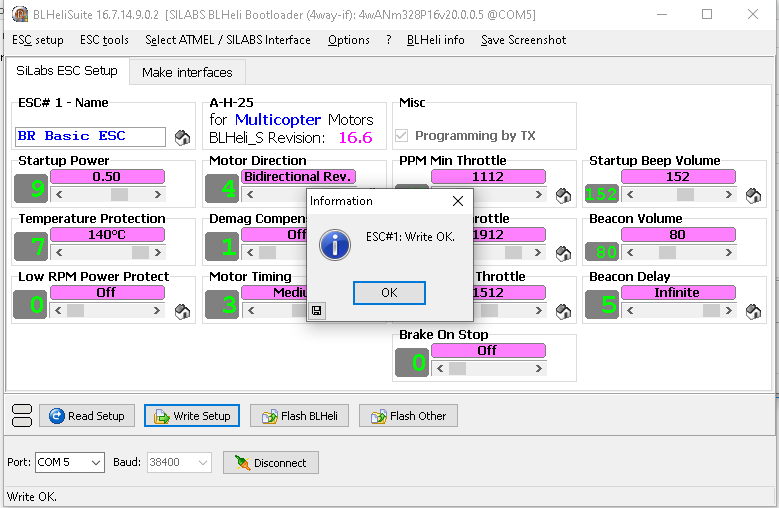 BLHeliSuite 16.7.14.9.0.2 [SILABS BLHeli Bootloader (4way-if): 4wANm328P16v20.0.0.5 @COM5]
ESC setup ESC tools Select ATMEL / SILABS Interface Options ? BLHeli info Save Screenshot
SiLabs ESC Setup Make interfaces
ESC# 1 - Name
BR Basic ESC
A-H-25
for Multicopter Motors
BLHeli_S Revision: 16.6
Misc
Programming by TX
Startup Power
9 0.50
Motor Direction
4 Bidirectional Rev.
PPM Min Throttle
1112
Startup Beep Volume
152 152
Temperature Protection
7 140°C
Demag Compens
1 Off
Throttle
1912
Beacon Volume
80 80
Low RPM Power Protect
0 Off
Motor Timing
3 Mediu
Throttle
1512
Beacon Delay
5 Infinite
Brake On Stop
0 Off
Information
ESC#1: Write OK.
OK
Read Setup Write Setup Flash BLHeli Flash Other
Port: COM 5 Baud: 38400 Disconnect
Write OK.